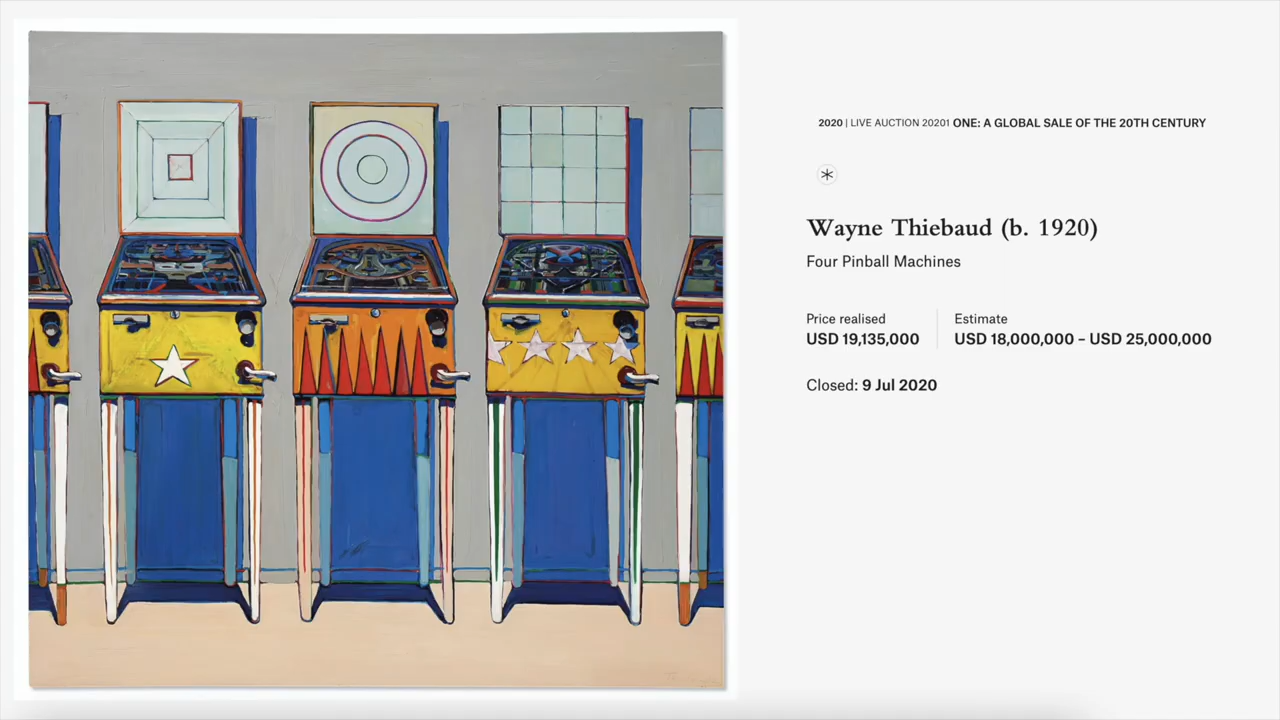 2020 | LIVE AUCTION 20201 ONE: A GLOBAL SALE OF THE 20TH CENTURY
Wayne Thiebaud (b. 1920)
Four Pinball Machines
Price realised
USD 19,135,000
Estimate
USD 18,000,000 – USD 25,000,000
Closed: 9 Jul 2020